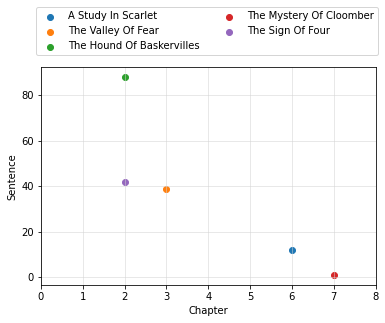 A Study In Scarlet
The Valley Of Fear
The Hound Of Baskervilles
The Mystery Of Cloomber
The Sign Of Four
80
60
40
20
0
Sentence
0 1 2 3 4 5 6 7 8
Chapter